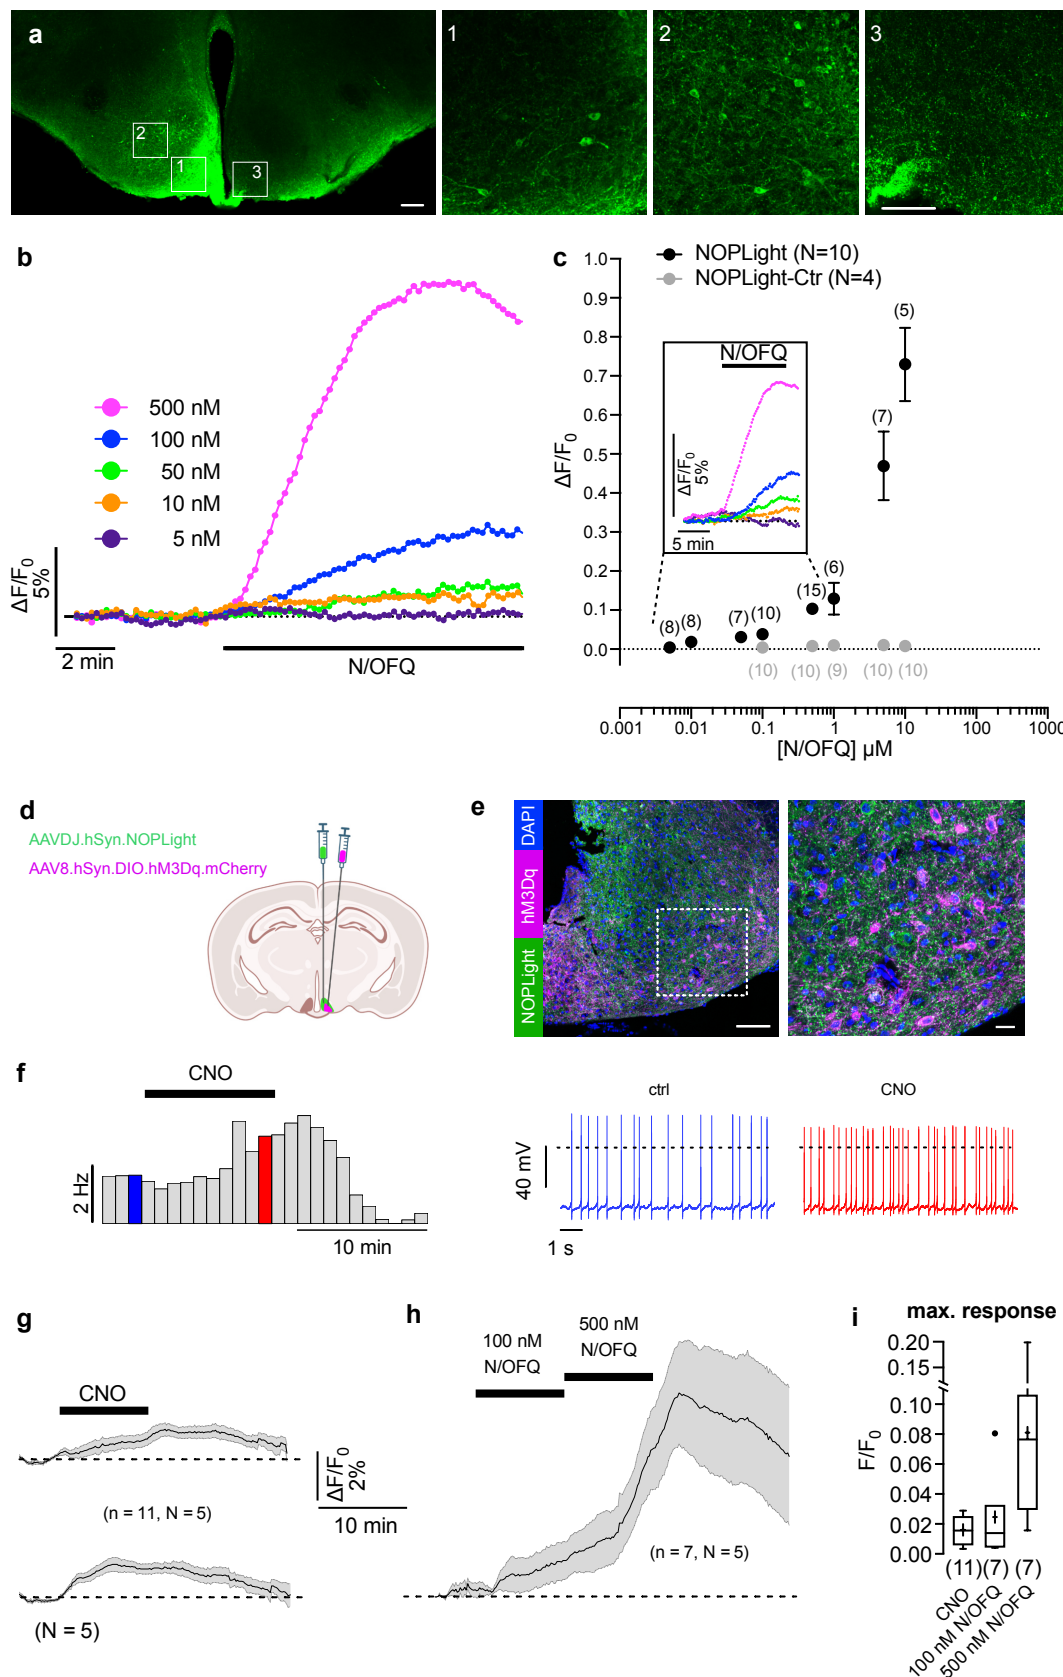 a
1
2
3
2
1
3
b
500 nM
100 nM
50 nM
10 nM
5 nM
ΔF/F0
5%
2 min
N/OFQ
c
NOPLight (N=10)
NOPLight-Ctr (N=4)
1.0
0.9
0.8
0.7
0.6
0.5
0.4
0.3
0.2
0.1
0.0
ΔF/F0
N/OFQ
ΔF/F0
5%
5 min
(5)
(7)
(6)
(15)
(8) (8) (7) (10)
(10) (10) (9) (10) (10)
0.001 0.01 0.1 1 10 100 1000
[N/OFQ] µM
d
AAVDJ.hSyn.NOPLight
AAV8.hSyn.DIO.hM3Dq.mCherry
e
DAPI
hM3Dq
NOPLight
f
CNO
2 Hz
10 min
ctrl
CNO
40 mV
1 s
g
CNO
ΔF/F0
2%
10 min
(n = 11, N = 5)
(N = 5)
h
100 nM
N/OFQ
500 nM
N/OFQ
(n = 7, N = 5)
i
max. response
0.20
0.15
0.10
0.08
0.06
0.04
0.02
0.00
F/F0
(11) (7) (7)
CNO
100 nM N/OFQ
500 nM N/OFQ